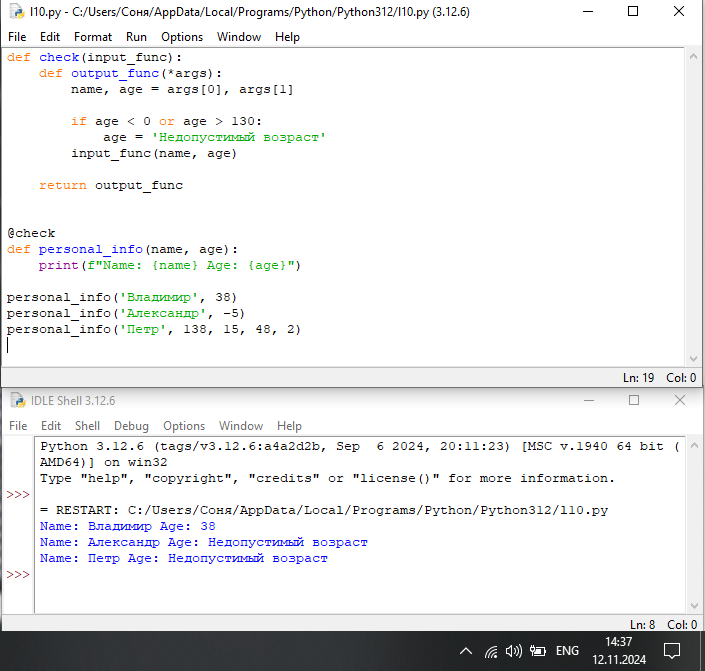 l10.py - C:/Users/Соня/AppData/Local/Programs/Python/Python312/l10.py (3.12.6)
File Edit Format Run Options Window Help
def check(input_func):
    def output_func(*args):
        name, age = args[0], args[1]
        if age < 0 or age > 130:
            age = 'Недопустимый возраст'
        input_func(name, age)
    return output_func
@check
def personal_info(name, age):
    print(f"Name: {name} Age: {age}")
personal_info('Владимир', 38)
personal_info('Александр', -5)
personal_info('Петр', 138, 15, 48, 2)
Ln: 19 Col: 0
IDLE Shell 3.12.6
File Edit Shell Debug Options Window Help
Python 3.12.6 (tags/v3.12.6:a4a2d2b, Sep  6 2024, 20:11:23) [MSC v.1940 64 bit (
AMD64)] on win32
Type "help", "copyright", "credits" or "license()" for more information.
>>>
= RESTART: C:/Users/Соня/AppData/Local/Programs/Python/Python312/l10.py
Name: Владимир Age: 38
Name: Александр Age: Недопустимый возраст
Name: Петр Age: Недопустимый возраст
>>>
Ln: 8 Col: 0
ENG
14:37
12.11.2024